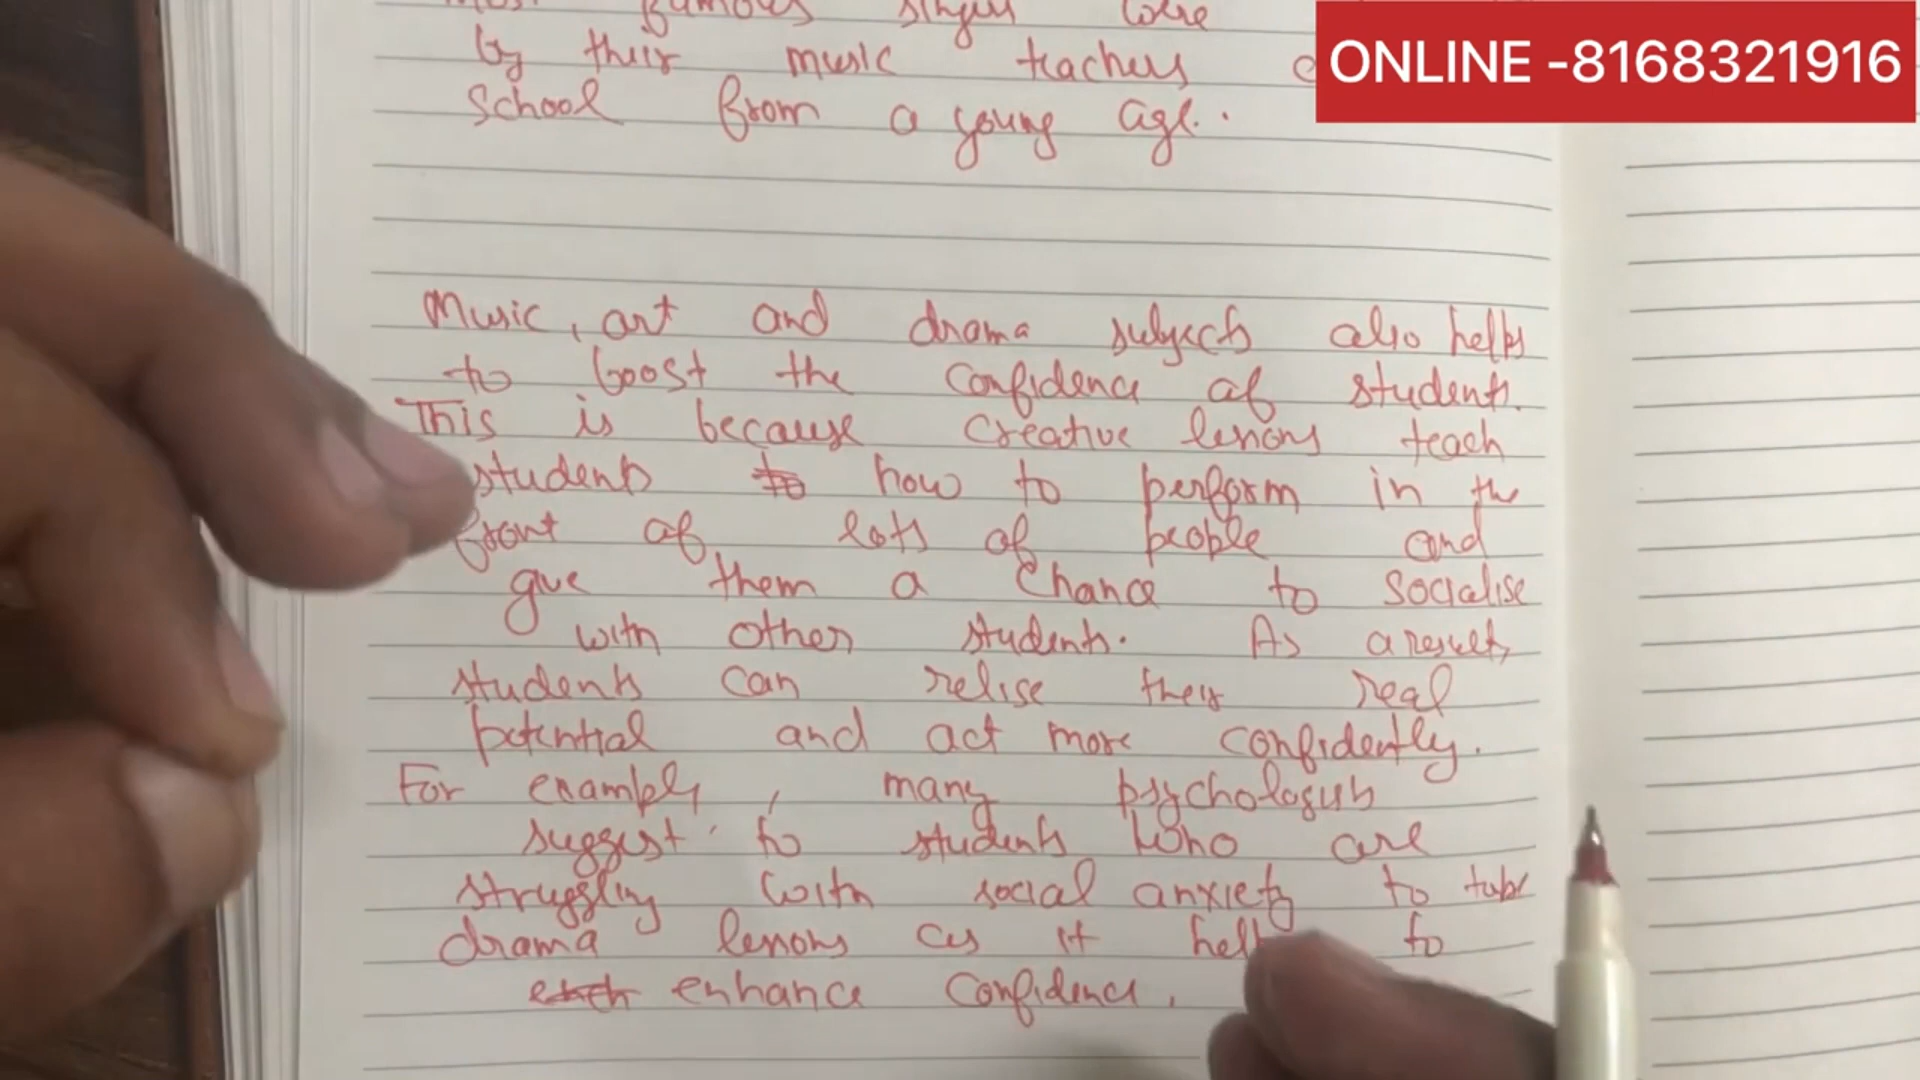 famous singers were
by their music teachers
ONLINE -8168321916
School from a young age.
Music, art and drama subjects also helps
to boost the confidence of students.
This is because creative lessons teach
students to how to perform in the
front of lots of people and
give them a chance to socialise
with other students. As a result,
students can relise their real
potential and act more confidently.
For example, many psychologists
suggest to students who are
struggling with social anxiety to take
drama lessons as it help to
enhance confidence.